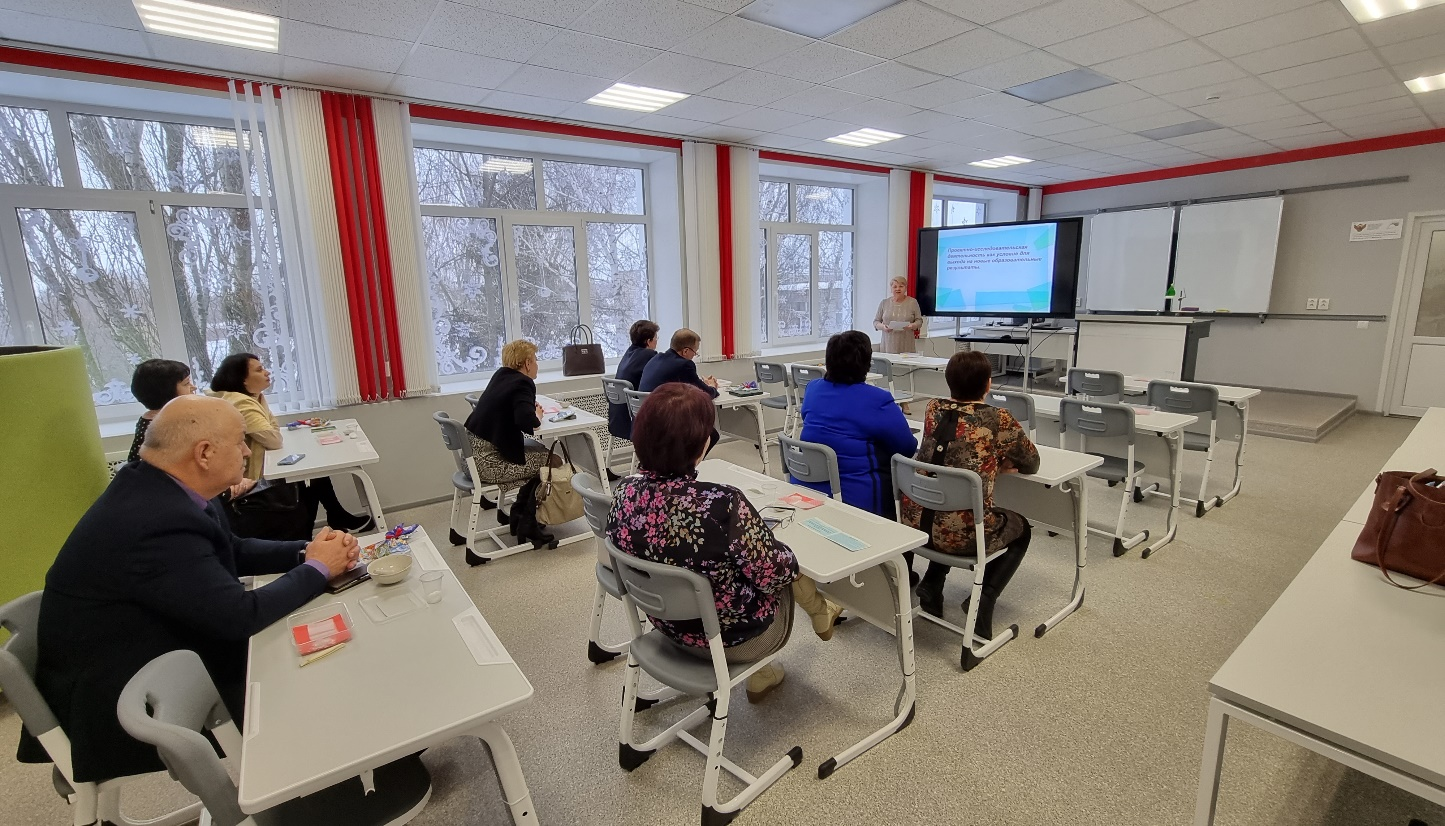 Проектно-исследовательская
деятельность как условие для
выхода на новые образовательные
результаты.